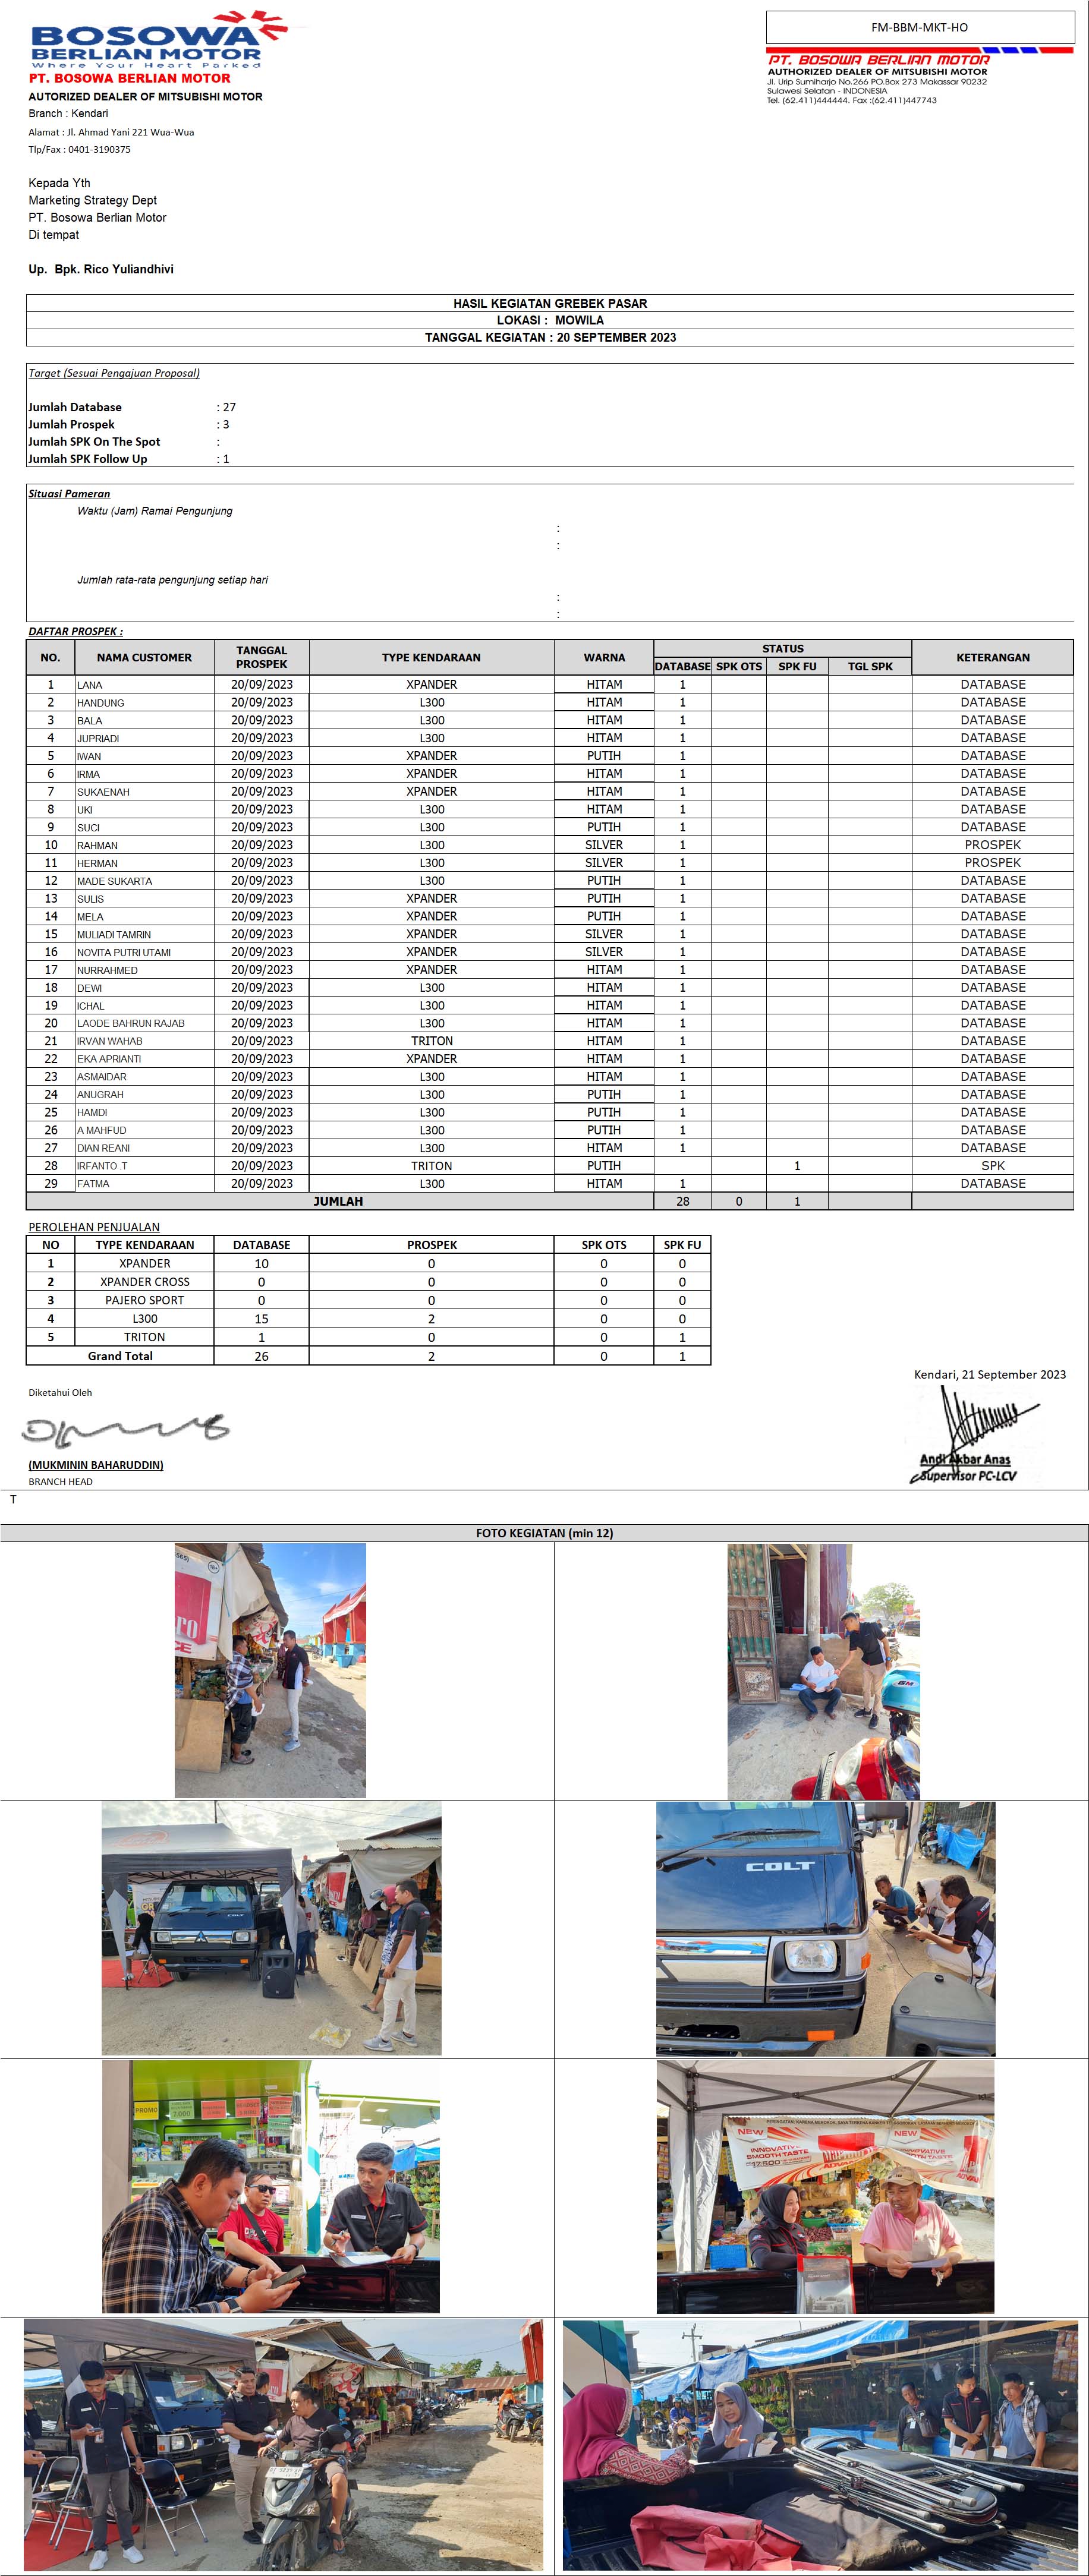 BOSOWA
BERLIAN MOTOR
Where Your Heart Parked
PT. BOSOWA BERLIAN MOTOR
AUTORIZED DEALER OF MITSUBISHI MOTOR
Branch : Kendari
Alamat : Jl. Ahmad Yani 221 Wua-Wua
Tlp/Fax : 0401-3190375
FM-BBM-MKT-HO
PT. BOSOWA BERLIAN MOTOR
AUTHORIZED DEALER OF MITSUBISHI MOTOR
Jl. Urip Sumiharjo No.266 PO.Box 273 Makassar 90232
Sulawesi Selatan - INDONESIA
Tel. (62.411)444444. Fax :(62.411)447743
Kepada Yth
Marketing Strategy Dept
PT. Bosowa Berlian Motor
Di tempat
Up. Bpk. Rico Yuliandhivi
HASIL KEGIATAN GREBEK PASAR
LOKASI : MOWILA
TANGGAL KEGIATAN : 20 SEPTEMBER 2023
Target (Sesuai Pengajuan Proposal)
Jumlah Database : 27
Jumlah Prospek : 3
Jumlah SPK On The Spot :
Jumlah SPK Follow Up : 1
Situasi Pameran
Waktu (Jam) Ramai Pengunjung
:
:
Jumlah rata-rata pengunjung setiap hari
:
:
DAFTAR PROSPEK :
NO. NAMA CUSTOMER TANGGAL PROSPEK TYPE KENDARAAN WARNA STATUS KETERANGAN
DATABASE SPK OTS SPK FU TGL SPK
1 LANA 20/09/2023 XPANDER HITAM 1 DATABASE
2 HANDUNG 20/09/2023 L300 HITAM 1 DATABASE
3 BALA 20/09/2023 L300 HITAM 1 DATABASE
4 JUPRIADI 20/09/2023 L300 HITAM 1 DATABASE
5 IWAN 20/09/2023 XPANDER PUTIH 1 DATABASE
6 IRMA 20/09/2023 XPANDER HITAM 1 DATABASE
7 SUKAENAH 20/09/2023 XPANDER HITAM 1 DATABASE
8 UKI 20/09/2023 L300 HITAM 1 DATABASE
9 SUCI 20/09/2023 L300 PUTIH 1 DATABASE
10 RAHMAN 20/09/2023 L300 SILVER 1 PROSPEK
11 HERMAN 20/09/2023 L300 SILVER 1 PROSPEK
12 MADE SUKARTA 20/09/2023 L300 PUTIH 1 DATABASE
13 SULIS 20/09/2023 XPANDER PUTIH 1 DATABASE
14 MELA 20/09/2023 XPANDER PUTIH 1 DATABASE
15 MULIADI TAMRIN 20/09/2023 XPANDER SILVER 1 DATABASE
16 NOVITA PUTRI UTAMI 20/09/2023 XPANDER SILVER 1 DATABASE
17 NURRAHMED 20/09/2023 XPANDER HITAM 1 DATABASE
18 DEWI 20/09/2023 L300 HITAM 1 DATABASE
19 ICHAL 20/09/2023 L300 HITAM 1 DATABASE
20 LAODE BAHRUN RAJAB 20/09/2023 L300 HITAM 1 DATABASE
21 IRVAN WAHAB 20/09/2023 TRITON HITAM 1 DATABASE
22 EKA APRIANTI 20/09/2023 XPANDER HITAM 1 DATABASE
23 ASMAIDAR 20/09/2023 L300 HITAM 1 DATABASE
24 ANUGRAH 20/09/2023 L300 PUTIH 1 DATABASE
25 HAMDI 20/09/2023 L300 PUTIH 1 DATABASE
26 A MAHFUD 20/09/2023 L300 PUTIH 1 DATABASE
27 DIAN REANI 20/09/2023 L300 HITAM 1 DATABASE
28 IRFANTO .T 20/09/2023 TRITON PUTIH 1 SPK
29 FATMA 20/09/2023 L300 HITAM 1 DATABASE
JUMLAH 28 0 1
PEROLEHAN PENJUALAN
NO TYPE KENDARAAN DATABASE PROSPEK SPK OTS SPK FU
1 XPANDER 10 0 0 0
2 XPANDER CROSS 0 0 0 0
3 PAJERO SPORT 0 0 0 0
4 L300 15 2 0 0
5 TRITON 1 0 0 1
Grand Total 26 2 0 1
Kendari, 21 September 2023
Diketahui Oleh
(MUKMININ BAHARUDDIN)
BRANCH HEAD
Andi Akbar Anas
Supervisor PC-LCV
T
FOTO KEGIATAN (min 12)
COLT
COLT
PROMO
NEW
INNOVATIVE
SMOOTH TASTE
17.500
NEW